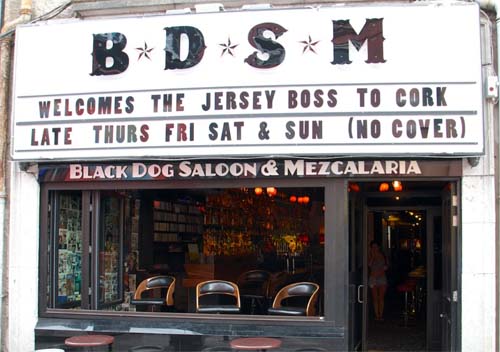 B★D★S★M
WELCOMES THE JERSEY BOSS TO CORK
LATE THURS FRI SAT & SUN (NO COVER)
BLACK DOG SALOON & MEZCALARIA